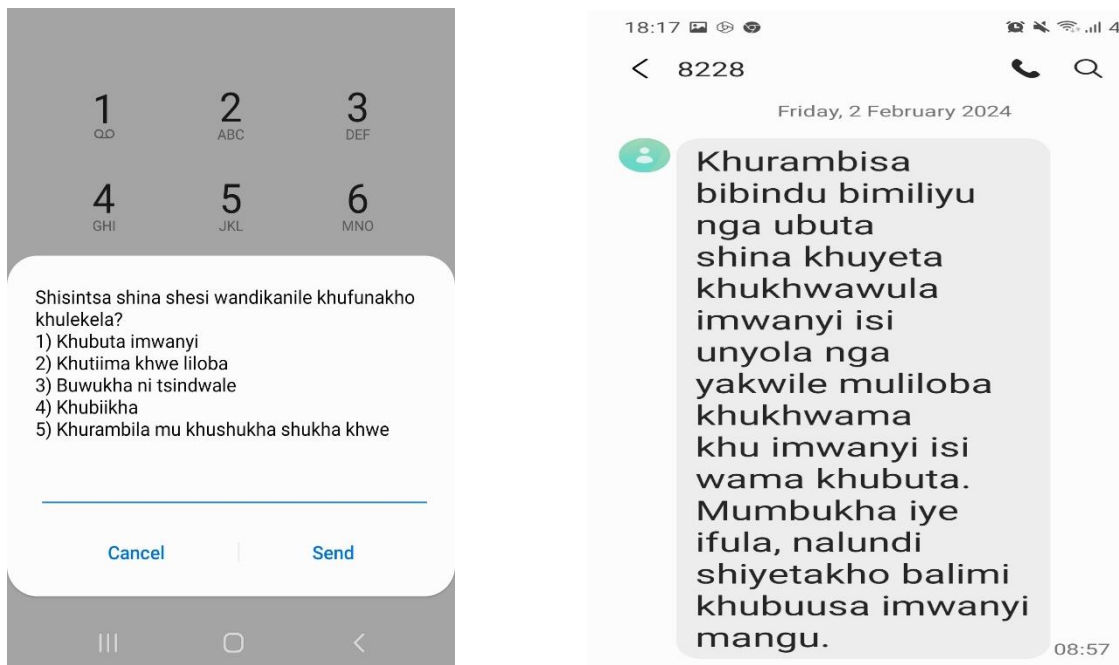 1
2
ABC
3
DEF
4
GHI
5
JKL
6
MNO
Shisintsa shina shesi wandikanile khufunakho
khulekela?
1) Khubuta imwanyi
2) Khutiima khwe liloba
3) Buwukha ni tsindwale
4) Khubiikha
5) Khurambila mu khushukha shukha khwe
Cancel
Send
18:17
4
8228
Friday, 2 February 2024
Khurambisa
bibindu bimiliyu
nga ubuta
shina khuyeta
khukhwawula
imwanyi isi
unyola nga
yakwile muliloba
khukhwama
khu imwanyi isi
wama khubuta.
Mumbukha iye
ifula, nalundi
shiyetakho balimi
khubuusa imwanyi
mangu.
08:57